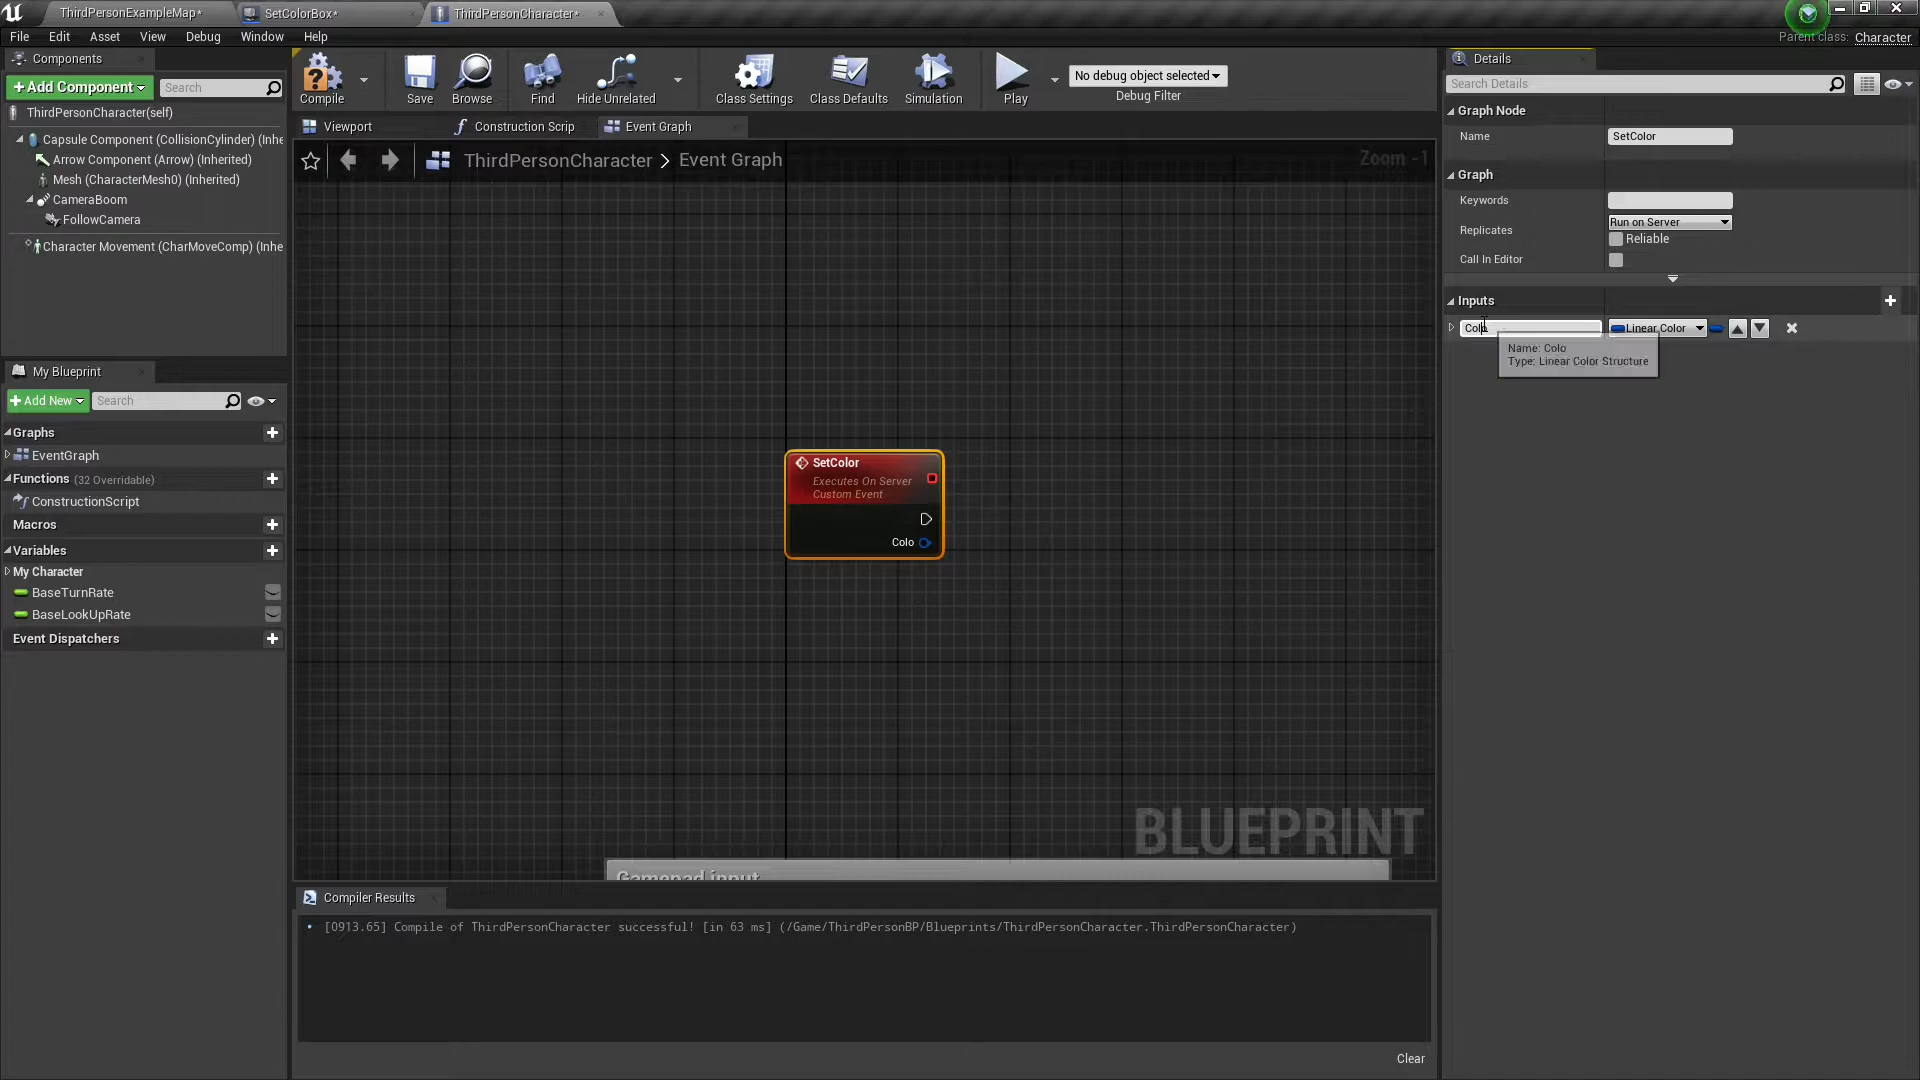 ThirdPersonExampleMap*
SetColorBox*
ThirdPersonCharacter*
File Edit Asset View Debug Window Help
Parent class: Character
Components
+Add Component
Search
ThirdPersonCharacter(self)
Capsule Component (CollisionCylinder) (Inhe
Arrow Component (Arrow) (Inherited)
Mesh (CharacterMesh0) (Inherited)
CameraBoom
FollowCamera
Character Movement (CharMoveComp) (Inhe
My Blueprint
+Add New
Search
Graphs
EventGraph
Functions (32 Overridable)
ConstructionScript
Macros
Variables
My Character
BaseTurnRate
BaseLookUpRate
Event Dispatchers
Compile
Save
Browse
Find
Hide Unrelated
Class Settings
Class Defaults
Simulation
Play
No debug object selected
Debug Filter
Viewport
Construction Scrip
Event Graph
ThirdPersonCharacter > Event Graph
Zoom -1
SetColor
Executes On Server
Custom Event
Colo
BLUEPRINT
Gamepad input
Compiler Results
• [0913.65] Compile of ThirdPersonCharacter successful! [in 63 ms] (/Game/ThirdPersonBP/Blueprints/ThirdPersonCharacter.ThirdPersonCharacter)
Clear
Details
Search Details
Graph Node
Name SetColor
Graph
Keywords
Replicates Run on Server
Reliable
Call In Editor
Inputs
Colo Linear Color
Name: Colo
Type: Linear Color Structure